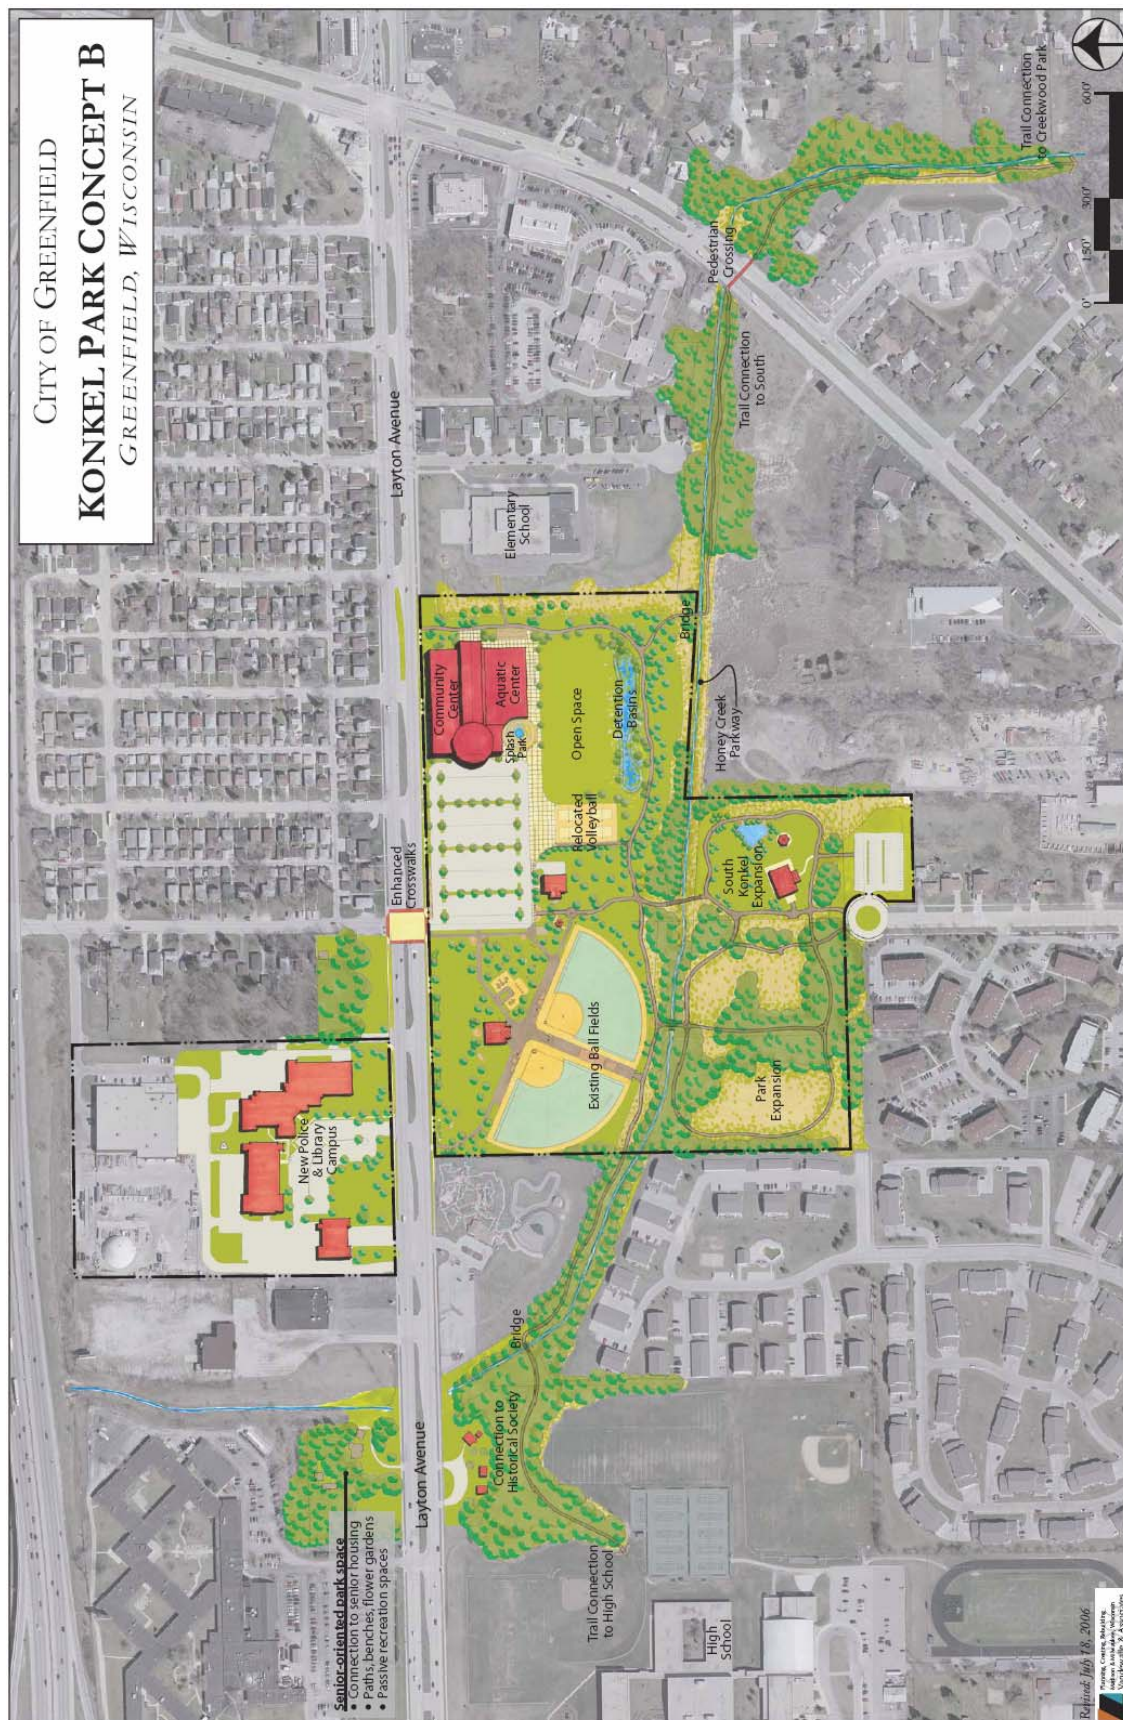 CITY OF GREENFIELD
KONKEL PARK CONCEPT B
GREENFIELD, WISCONSIN
Senior-oriented park space
• Connection to senior housing
• Paths, benches, flower gardens
• Passive recreation spaces
New Police
& Library
Campus
Layton Avenue
Enhanced
Crosswalks
Layton Avenue
Connection to
Historical Society
Bridge
Trail Connection
to High School
High
School
Existing Ball Fields
Park
Expansion
South
Konkel
Expansion
Relocated
Volleyball
Community
Center
Aquatic
Center
Splash
Park
Open Space
Detention
Basins
Bridge
Honey Creek
Parkway
Elementary
School
Trail Connection
to South
Pedestrian
Crossing
Trail Connection
to Creekwood Park
0' 150' 300' 600'
Revised: July 18, 2006
Vandewalle & Associates